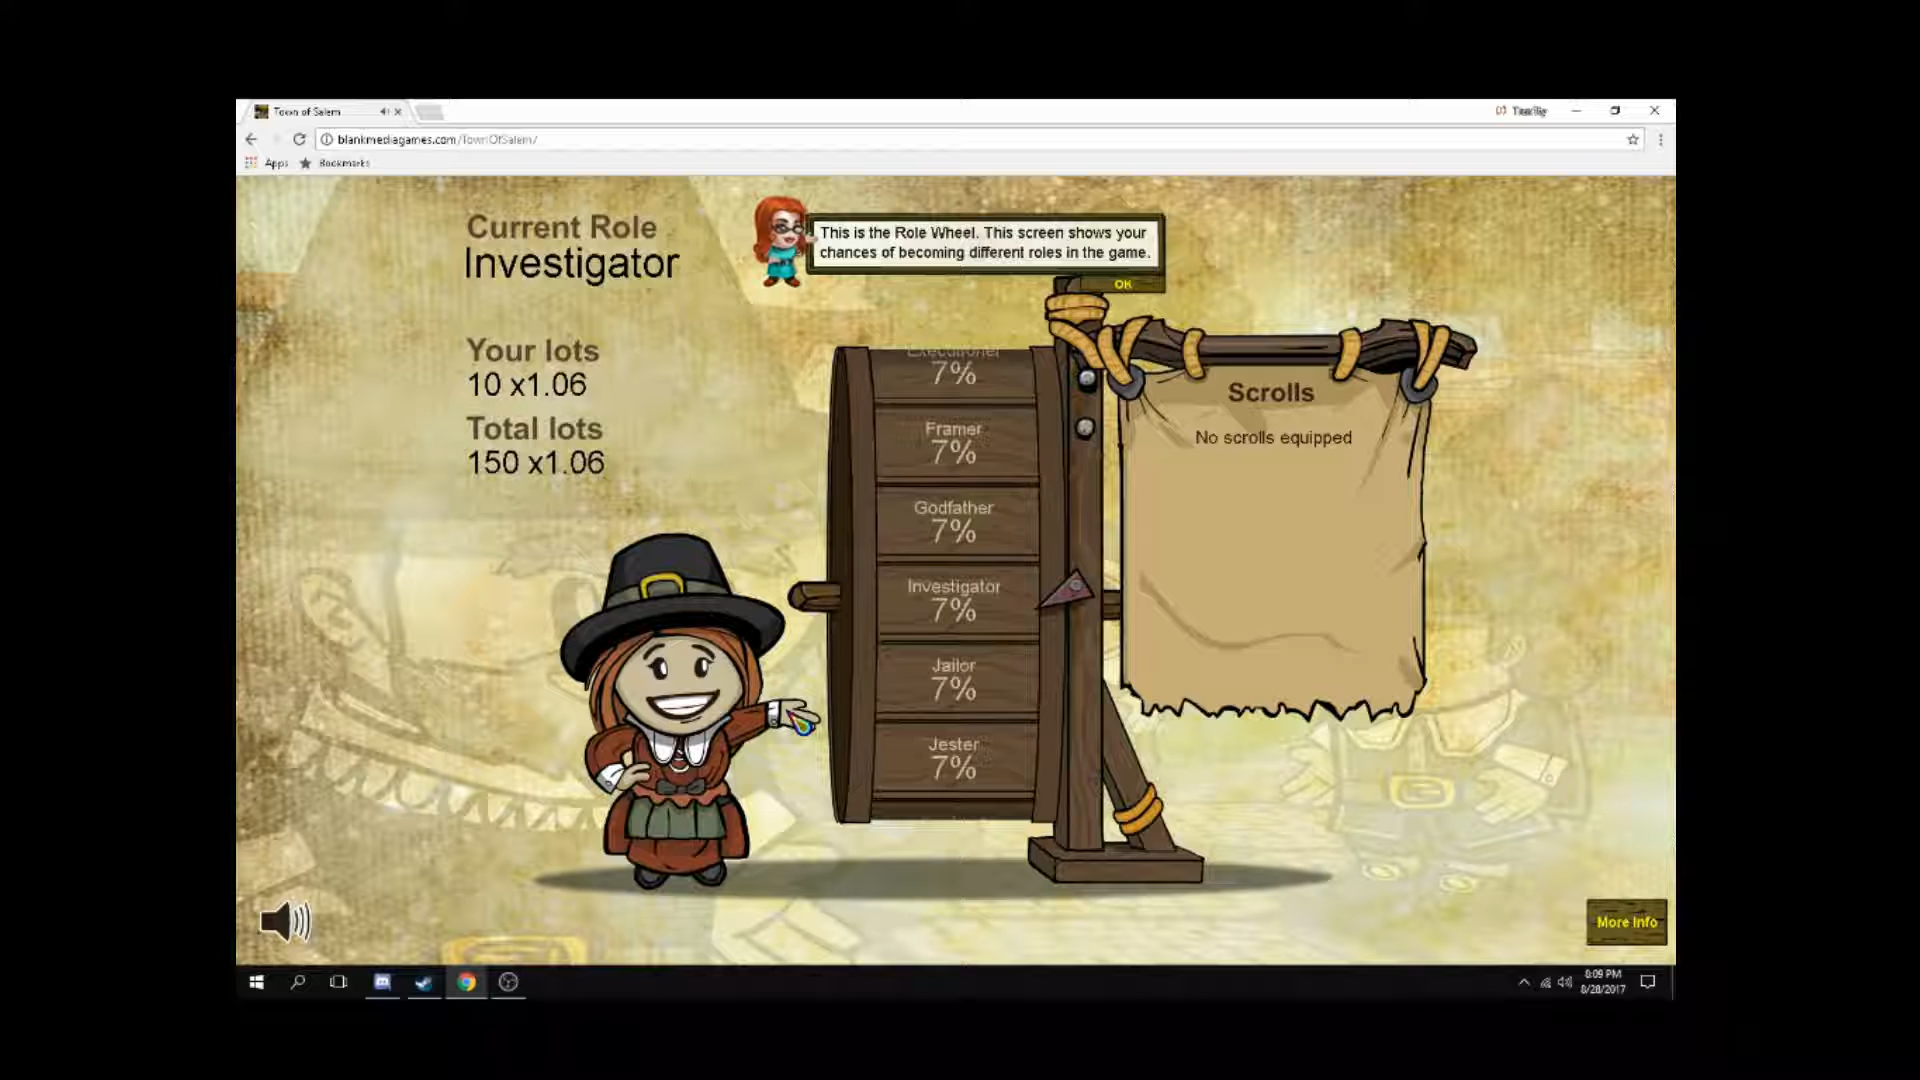 Town of Salem
blankmediagames.com/TownOfSalem/
Apps
Bookmarks
Current Role
Investigator
This is the Role Wheel. This screen shows your
chances of becoming different roles in the game.
OK
Your lots
10 x1.06
Total lots
150 x1.06
Executioner
7%
Framer
7%
Godfather
7%
Investigator
7%
Jailor
7%
Jester
7%
Scrolls
No scrolls equipped
More Info
8:09 PM
8/28/2017